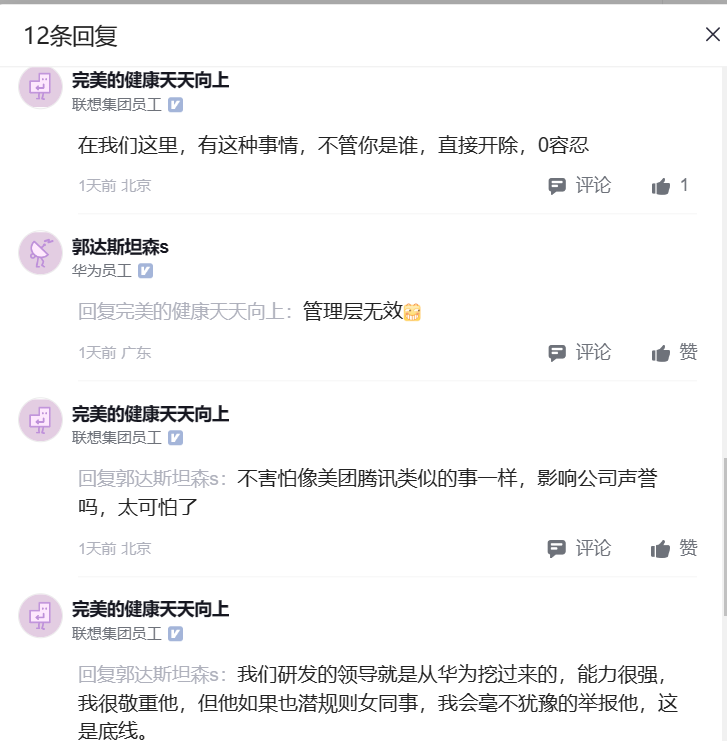 12条回复
完美的健康天天向上
联想集团员工
在我们这里，有这种事情，不管你是谁，直接开除，0容忍
1天前 北京
评论
1
郭达斯坦森s
华为员工
回复完美的健康天天向上：管理层无效
1天前 广东
评论
赞
完美的健康天天向上
联想集团员工
回复郭达斯坦森s：不害怕像美团腾讯类似的事一样，影响公司声誉
吗，太可怕了
1天前 北京
评论
赞
完美的健康天天向上
联想集团员工
回复郭达斯坦森s：我们研发的领导就是从华为挖过来的，能力很强，
我很敬重他，但他如果也潜规则女同事，我会毫不犹豫的举报他，这
是底线。